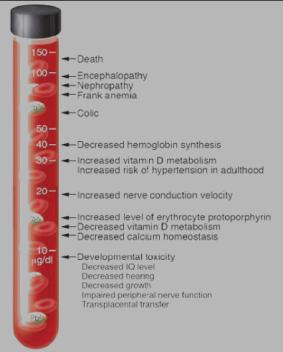 150
Death
100
Encephalopathy
Nephropathy
Frank anemia
Pb
Colic
50
40
Decreased hemoglobin synthesis
30
Increased vitamin D metabolism
Increased risk of hypertension in adulthood
20
Increased nerve conduction velocity
Pb
Increased level of erythrocyte protoporphyrin
Decreased vitamin D metabolism
Decreased calcium homeostasis
10
µg/dl
Developmental toxicity
Decreased IQ level
Decreased hearing
Decreased growth
Impaired peripheral nerve function
Transplacental transfer
Pb